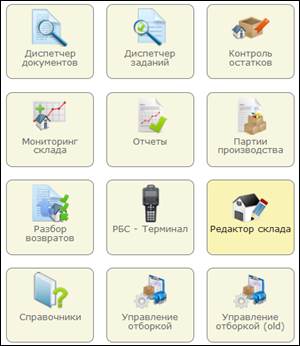 Диспетчер
документов
Диспетчер
заданий
Контроль
остатков
Мониторинг
склада
Отчеты
Партии
производства
Разбор
возвратов
РБС - Терминал
Редактор склада
Справочники
Управление
отборкой
Управление
отборкой (old)